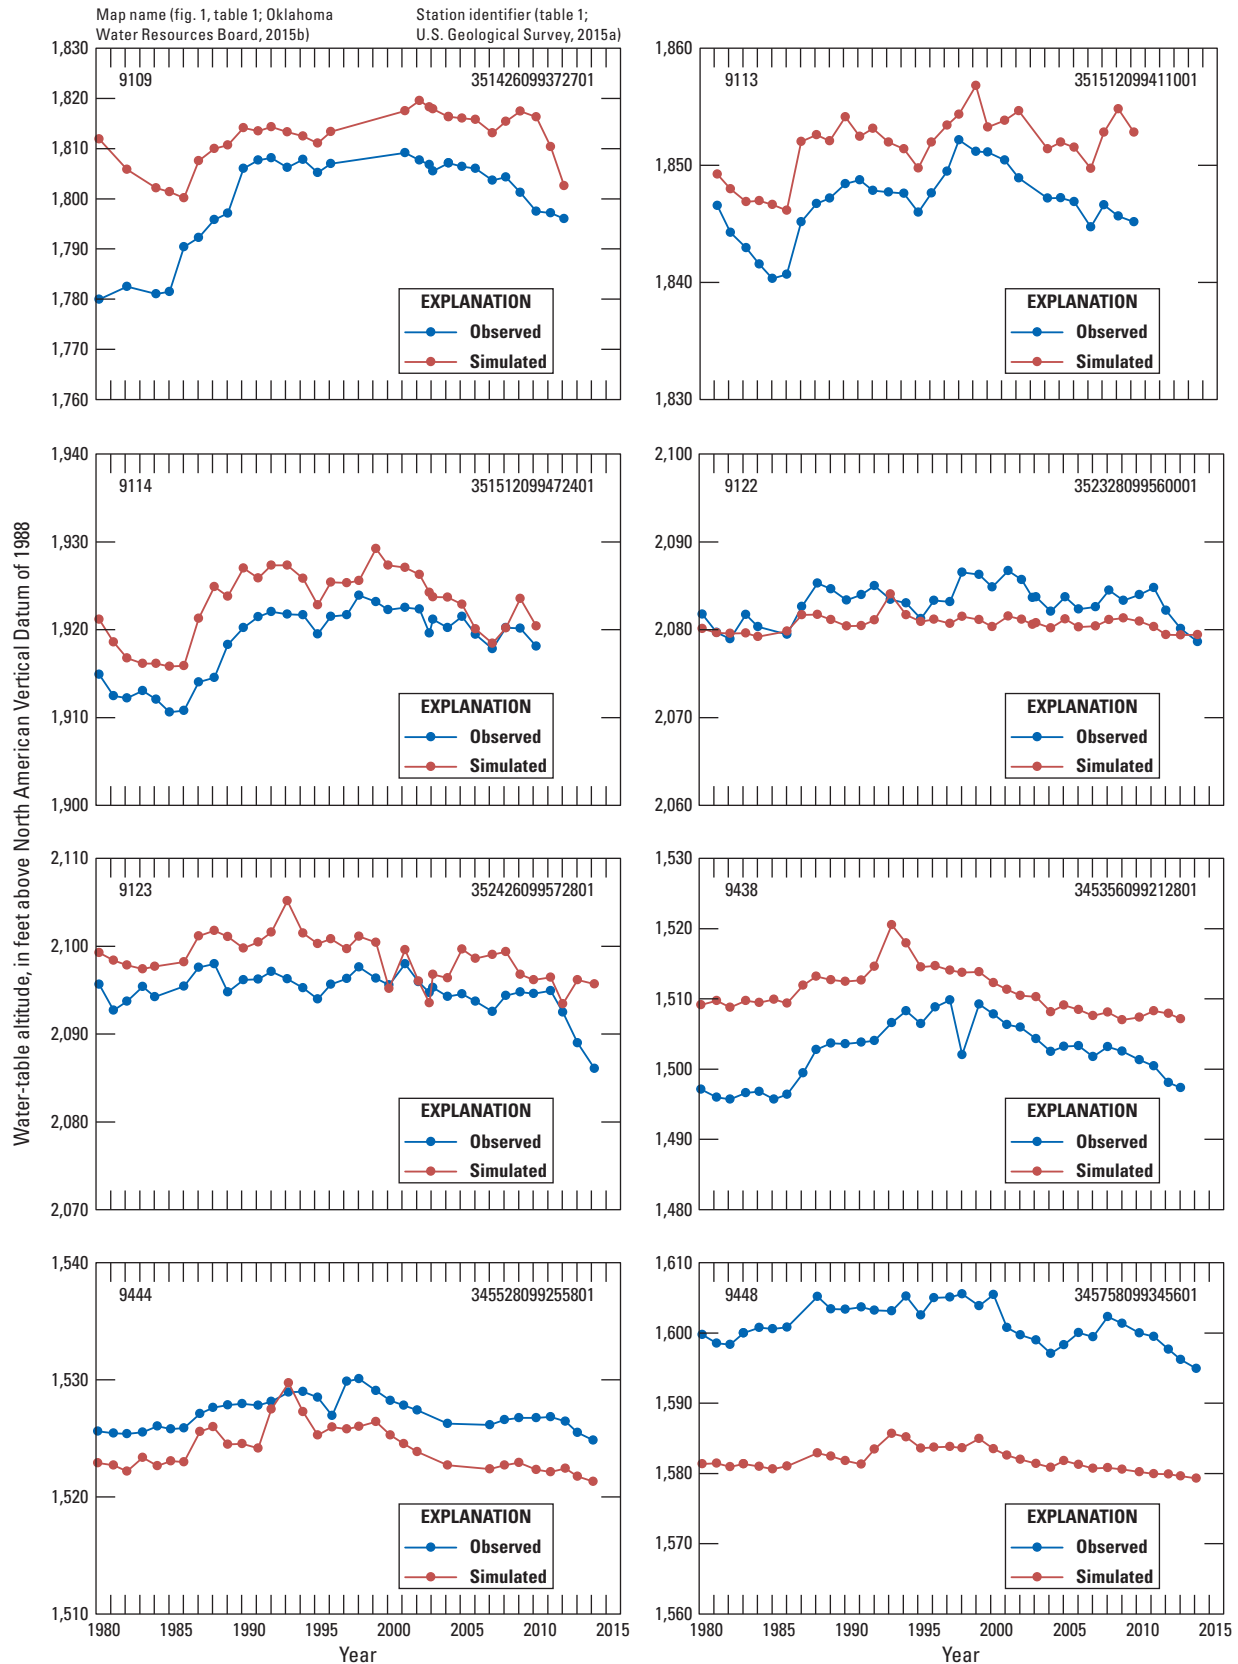 Map name (fig. 1, table 1; Oklahoma
Water Resources Board, 2015b)
Station identifier (table 1;
U.S. Geological Survey, 2015a)
Water-table altitude, in feet above North American Vertical Datum of 1988
1,830
1,820
1,810
1,800
1,790
1,780
1,770
1,760
9109
351426099372701
EXPLANATION
Observed
Simulated
1,860
1,850
1,840
1,830
9113
351512099411001
EXPLANATION
Observed
Simulated
1,940
1,930
1,920
1,910
1,900
9114
351512099472401
EXPLANATION
Observed
Simulated
2,100
2,090
2,080
2,070
2,060
9122
352328099560001
EXPLANATION
Observed
Simulated
2,110
2,100
2,090
2,080
2,070
9123
352426099572801
EXPLANATION
Observed
Simulated
1,530
1,520
1,510
1,500
1,490
1,480
9438
345356099212801
EXPLANATION
Observed
Simulated
1,540
1,530
1,520
1,510
9444
345528099255801
EXPLANATION
Observed
Simulated
1980 1985 1990 1995 2000 2005 2010 2015
Year
1,610
1,600
1,590
1,580
1,570
1,560
9448
345758099345601
EXPLANATION
Observed
Simulated
1980 1985 1990 1995 2000 2005 2010 2015
Year